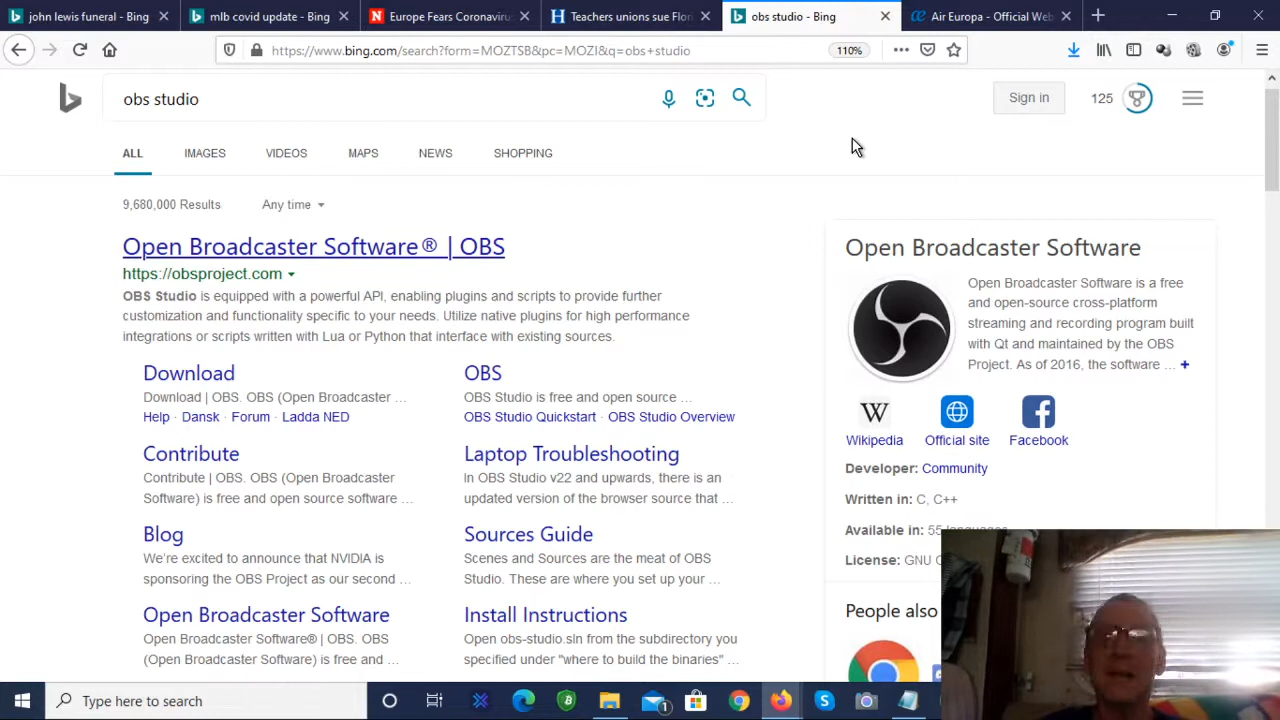 john lewis funeral - Bing
mlb covid update - Bing
Europe Fears Coronaviru
Teachers unions sue Flori
obs studio - Bing
Air Europa - Official Web
https://www.bing.com/search?form=MOZTSB&pc=MOZI&q=obs+studio
110%
obs studio
Sign in
125
ALL
IMAGES
VIDEOS
MAPS
NEWS
SHOPPING
9,680,000 Results
Any time
Open Broadcaster Software® | OBS
https://obsproject.com
OBS Studio is equipped with a powerful API, enabling plugins and scripts to provide further
customization and functionality specific to your needs. Utilize native plugins for high performance
integrations or scripts written with Lua or Python that interface with existing sources.
Download
Download | OBS. OBS (Open Broadcaster ...
Help · Dansk · Forum · Ladda NED
OBS
OBS Studio is free and open source ...
OBS Studio Quickstart · OBS Studio Overview
Contribute
Contribute | OBS. OBS (Open Broadcaster
Software) is free and open source software ...
Laptop Troubleshooting
In OBS Studio v22 and upwards, there is an
updated version of the browser source that ...
Blog
We're excited to announce that NVIDIA is
sponsoring the OBS Project as our second ...
Sources Guide
Scenes and Sources are the meat of OBS
Studio. These are where you set up your ...
Open Broadcaster Software
Open Broadcaster Software® | OBS. OBS
(Open Broadcaster Software) is free and ...
Install Instructions
Open obs-studio.sln from the subdirectory you
specified under "where to build the binaries" ...
Open Broadcaster Software
Open Broadcaster Software is a free
and open-source cross-platform
streaming and recording program built
with Qt and maintained by the OBS
Project. As of 2016, the software ... +
W
Wikipedia
Official site
Facebook
Developer: Community
Written in: C, C++
Available in: 55 languages
License: GNU
People also
Type here to search
1